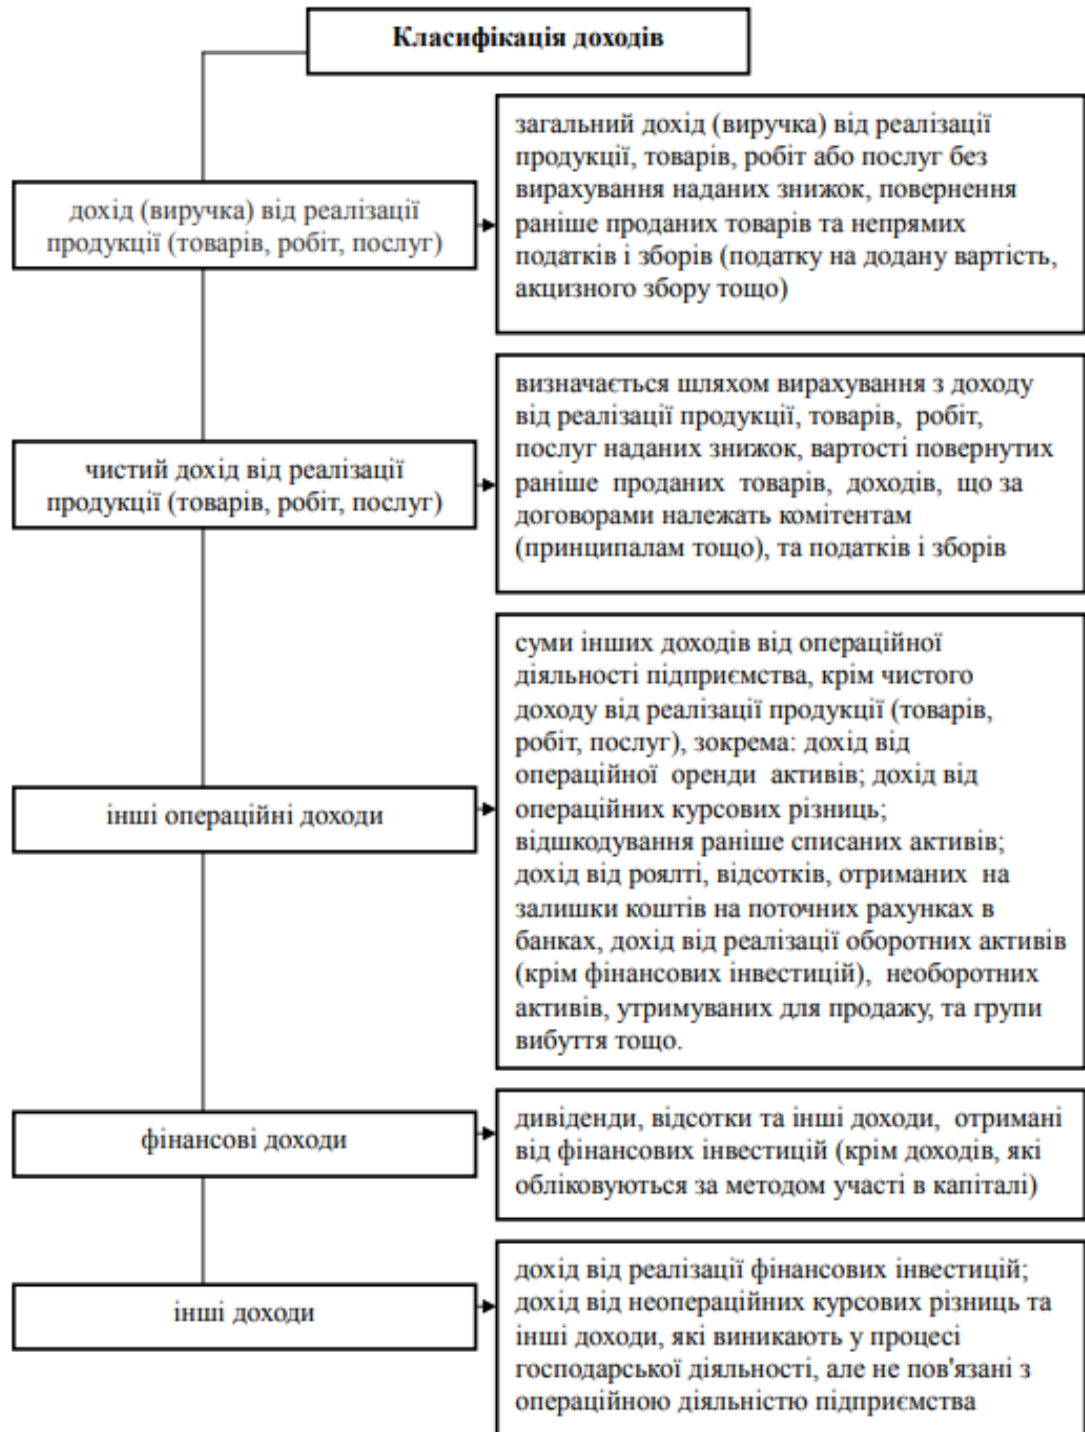 Класифікація доходів
дохід (виручка) від реалізації
продукції (товарів, робіт, послуг)
загальний дохід (виручка) від реалізації
продукції, товарів, робіт або послуг без
вирахування наданих знижок, повернення
раніше проданих товарів та непрямих
податків і зборів (податку на додану вартість,
акцизного збору тощо)
чистий дохід від реалізації
продукції (товарів, робіт, послуг)
визначається шляхом вирахування з доходу
від реалізації продукції, товарів, робіт,
послуг наданих знижок, вартості повернутих
раніше проданих товарів, доходів, що за
договорами належать комітентам
(принципалам тощо), та податків і зборів
інші операційні доходи
суми інших доходів від операційної
діяльності підприємства, крім чистого
доходу від реалізації продукції (товарів,
робіт, послуг), зокрема: дохід від
операційної оренди активів; дохід від
операційних курсових різниць;
відшкодування раніше списаних активів;
дохід від роялті, відсотків, отриманих на
залишки коштів на поточних рахунках в
банках, дохід від реалізації оборотних активів
(крім фінансових інвестицій), необоротних
активів, утримуваних для продажу, та групи
вибуття тощо.
фінансові доходи
дивіденди, відсотки та інші доходи, отримані
від фінансових інвестицій (крім доходів, які
обліковуються за методом участі в капіталі)
інші доходи
дохід від реалізації фінансових інвестицій;
дохід від неопераційних курсових різниць та
інші доходи, які виникають у процесі
господарської діяльності, але не пов'язані з
операційною діяльністю підприємства